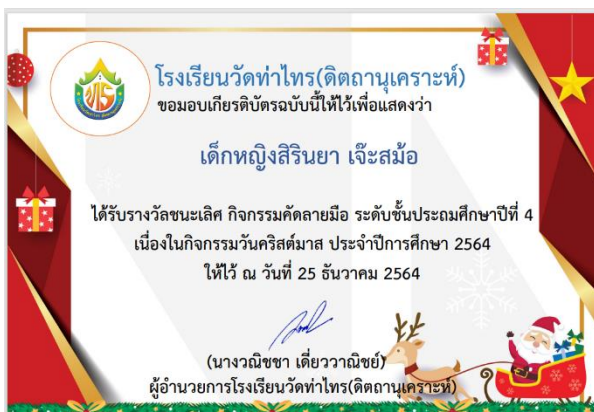 โรงเรียนวัดท่าไทร(ดิตถานุเคราะห์)
ขอมอบเกียรติบัตรฉบับนี้ให้ไว้เพื่อแสดงว่า
เด็กหญิงสิรินยา เจ๊ะสม้อ
ได้รับรางวัลชนะเลิศ กิจกรรมคัดลายมือ ระดับชั้นประถมศึกษาปีที่ 4
เนื่องในกิจกรรมวันคริสต์มาส ประจำปีการศึกษา 2564
ให้ไว้ ณ วันที่ 25 ธันวาคม 2564
(นางวณิชชา เดี่ยววาณิชย์)
ผู้อำนวยการโรงเรียนวัดท่าไทร(ดิตถานุเคราะห์)